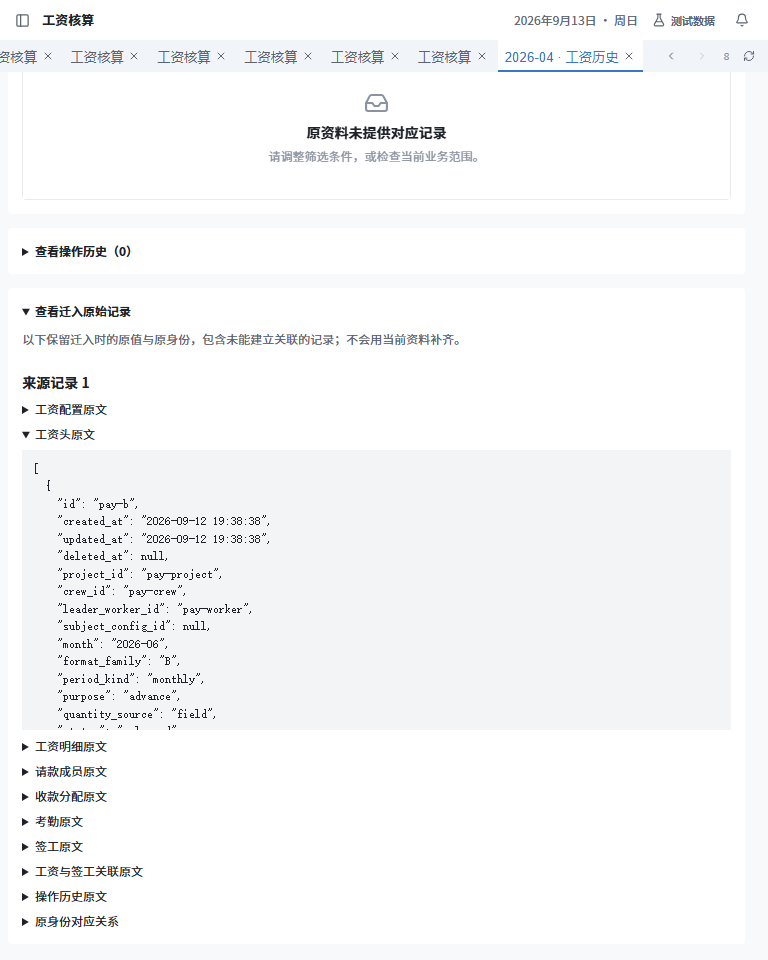 工资核算
2026年9月13日 · 周日
测试数据
资核算
工资核算
工资核算
工资核算
工资核算
工资核算
2026-04 · 工资历史
8
原资料未提供对应记录
请调整筛选条件，或检查当前业务范围。
查看操作历史（0）
查看迁入原始记录
以下保留迁入时的原值与原身份，包含未能建立关联的记录；不会用当前资料补齐。
来源记录 1
工资配置原文
工资头原文
[
{
"id": "pay-b",
"created_at": "2026-09-12 19:38:38",
"updated_at": "2026-09-12 19:38:38",
"deleted_at": null,
"project_id": "pay-project",
"crew_id": "pay-crew",
"leader_worker_id": "pay-worker",
"subject_config_id": null,
"month": "2026-06",
"format_family": "B",
"period_kind": "monthly",
"purpose": "advance",
"quantity_source": "field",
工资明细原文
请款成员原文
收款分配原文
考勤原文
签工原文
工资与签工关联原文
操作历史原文
原身份对应关系